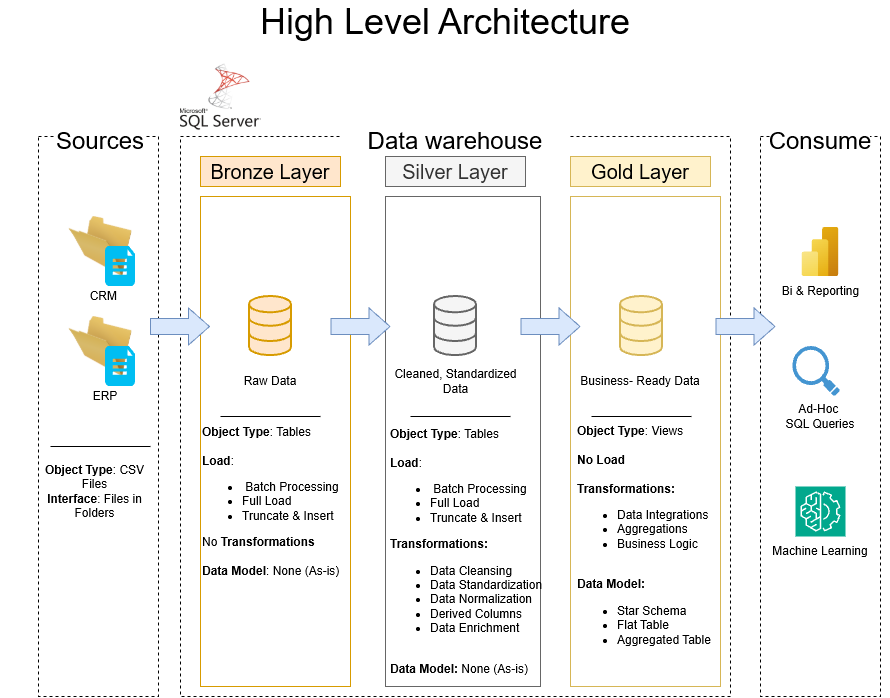 High Level Architecture
Microsoft®
SQL Server
Sources
Data warehouse
Consume
Bronze Layer
Silver Layer
Gold Layer
CRM
ERP
Object Type: CSV
Files
Interface: Files in
Folders
Raw Data
Object Type: Tables
Load:
• Batch Processing
• Full Load
• Truncate & Insert
No Transformations
Data Model: None (As-is)
Cleaned, Standardized
Data
Object Type: Tables
Load:
• Batch Processing
• Full Load
• Truncate & Insert
Transformations:
• Data Cleansing
• Data Standardization
• Data Normalization
• Derived Columns
• Data Enrichment
Data Model: None (As-is)
Business- Ready Data
Object Type: Views
No Load
Transformations:
• Data Integrations
• Aggregations
• Business Logic
Data Model:
• Star Schema
• Flat Table
• Aggregated Table
Bi & Reporting
Ad-Hoc
SQL Queries
Machine Learning